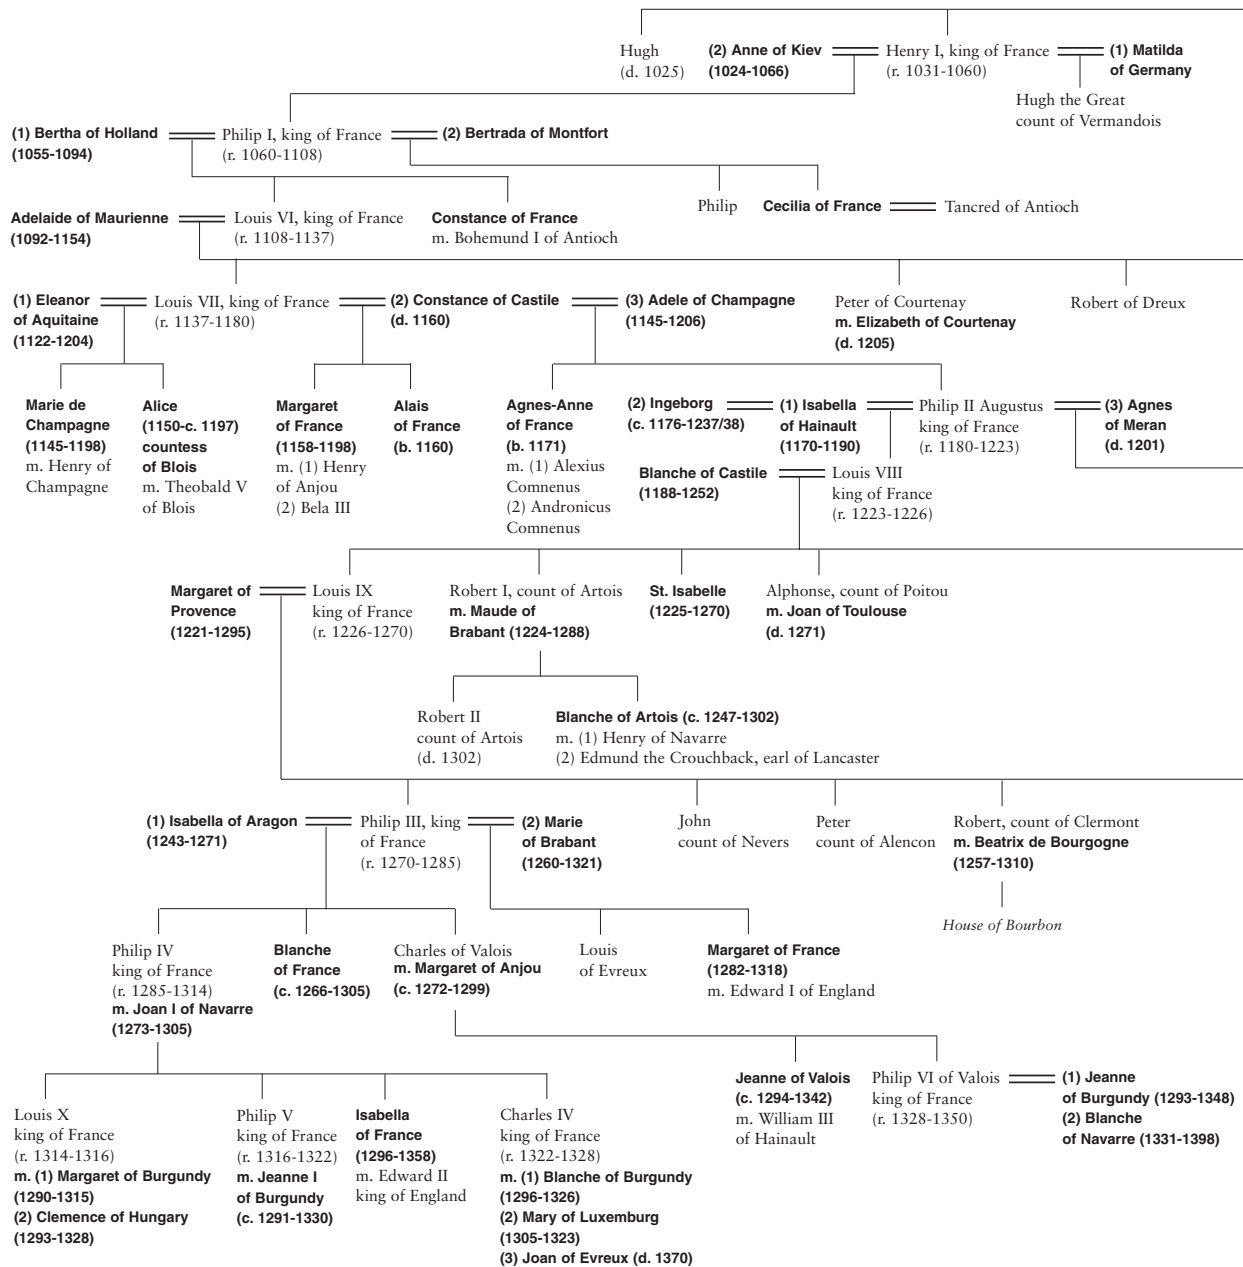 Hugh
(d. 1025)
(2) Anne of Kiev
(1024-1066)
Henry I, king of France
(r. 1031-1060)
(1) Matilda
of Germany
Hugh the Great
count of Vermandois
(1) Bertha of Holland
(1055-1094)
Philip I, king of France
(r. 1060-1108)
(2) Bertrada of Montfort
Philip
Cecilia of France
Tancred of Antioch
Adelaide of Maurienne
(1092-1154)
Louis VI, king of France
(r. 1108-1137)
Constance of France
m. Bohemund I of Antioch
(1) Eleanor
of Aquitaine
(1122-1204)
Louis VII, king of France
(r. 1137-1180)
(2) Constance of Castile
(d. 1160)
(3) Adele of Champagne
(1145-1206)
Peter of Courtenay
m. Elizabeth of Courtenay
(d. 1205)
Robert of Dreux
Marie de
Champagne
(1145-1198)
m. Henry of
Champagne
Alice
(1150-c. 1197)
countess
of Blois
m. Theobald V
of Blois
Margaret
of France
(1158-1198)
m. (1) Henry
of Anjou
(2) Bela III
Alais
of France
(b. 1160)
Agnes-Anne
of France
(b. 1171)
m. (1) Alexius
Comnenus
(2) Andronicus
Comnenus
(2) Ingeborg
(c. 1176-1237/38)
(1) Isabella
of Hainault
(1170-1190)
Philip II Augustus
king of France
(r. 1180-1223)
(3) Agnes
of Meran
(d. 1201)
Blanche of Castile
(1188-1252)
Louis VIII
king of France
(r. 1223-1226)
Margaret of
Provence
(1221-1295)
Louis IX
king of France
(r. 1226-1270)
Robert I, count of Artois
m. Maude of
Brabant (1224-1288)
St. Isabelle
(1225-1270)
Alphonse, count of Poitou
m. Joan of Toulouse
(d. 1271)
Robert II
count of Artois
(d. 1302)
Blanche of Artois (c. 1247-1302)
m. (1) Henry of Navarre
(2) Edmund the Crouchback, earl of Lancaster
(1) Isabella of Aragon
(1243-1271)
Philip III, king
of France
(r. 1270-1285)
(2) Marie
of Brabant
(1260-1321)
John
count of Nevers
Peter
count of Alencon
Robert, count of Clermont
m. Beatrix de Bourgogne
(1257-1310)
House of Bourbon
Philip IV
king of France
(r. 1285-1314)
m. Joan I of Navarre
(1273-1305)
Blanche
of France
(c. 1266-1305)
Charles of Valois
m. Margaret of Anjou
(c. 1272-1299)
Louis
of Evreux
Margaret of France
(1282-1318)
m. Edward I of England
Jeanne of Valois
(c. 1294-1342)
m. William III
of Hainault
Philip VI of Valois
king of France
(r. 1328-1350)
(1) Jeanne
of Burgundy (1293-1348)
(2) Blanche
of Navarre (1331-1398)
Louis X
king of France
(r. 1314-1316)
m. (1) Margaret of Burgundy
(1290-1315)
(2) Clemence of Hungary
(1293-1328)
Philip V
king of France
(r. 1316-1322)
m. Jeanne I
of Burgundy
(c. 1291-1330)
Isabella
of France
(1296-1358)
m. Edward II
king of England
Charles IV
king of France
(r. 1322-1328)
m. (1) Blanche of Burgundy
(1296-1326)
(2) Mary of Luxemburg
(1305-1323)
(3) Joan of Evreux (d. 1370)